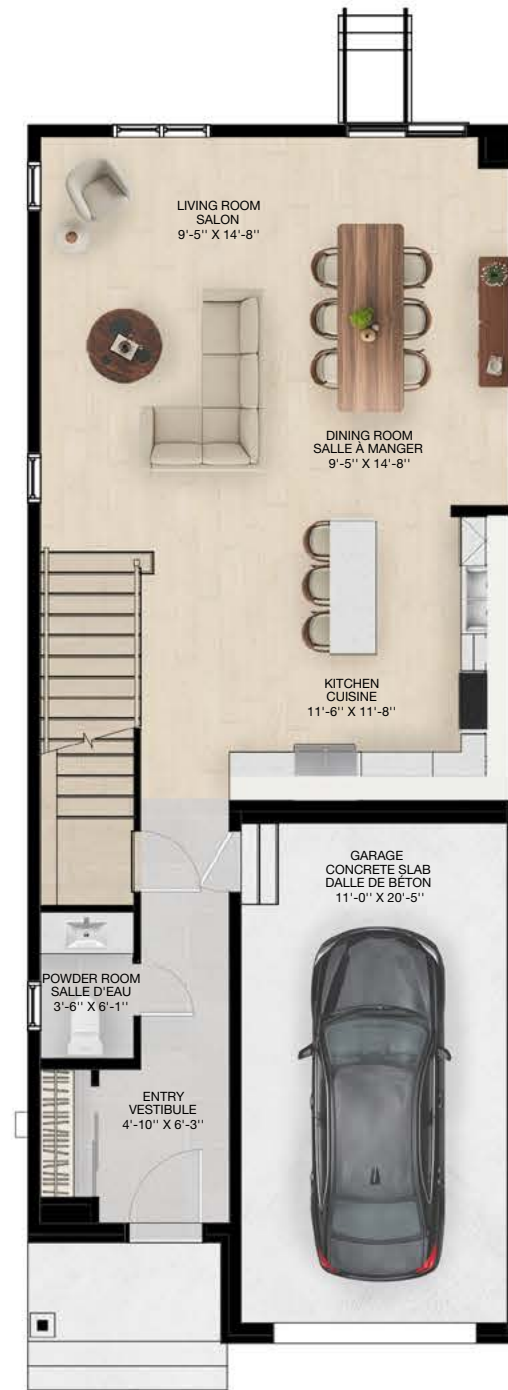 LIVING ROOM
SALON
9'-5'' X 14'-8''
DINING ROOM
SALLE À MANGER
9'-5'' X 14'-8''
KITCHEN
CUISINE
11'-6'' X 11'-8''
GARAGE
CONCRETE SLAB
DALLE DE BÉTON
11'-0'' X 20'-5''
POWDER ROOM
SALLE D'EAU
3'-6'' X 6'-1''
ENTRY
VESTIBULE
4'-10'' X 6'-3''